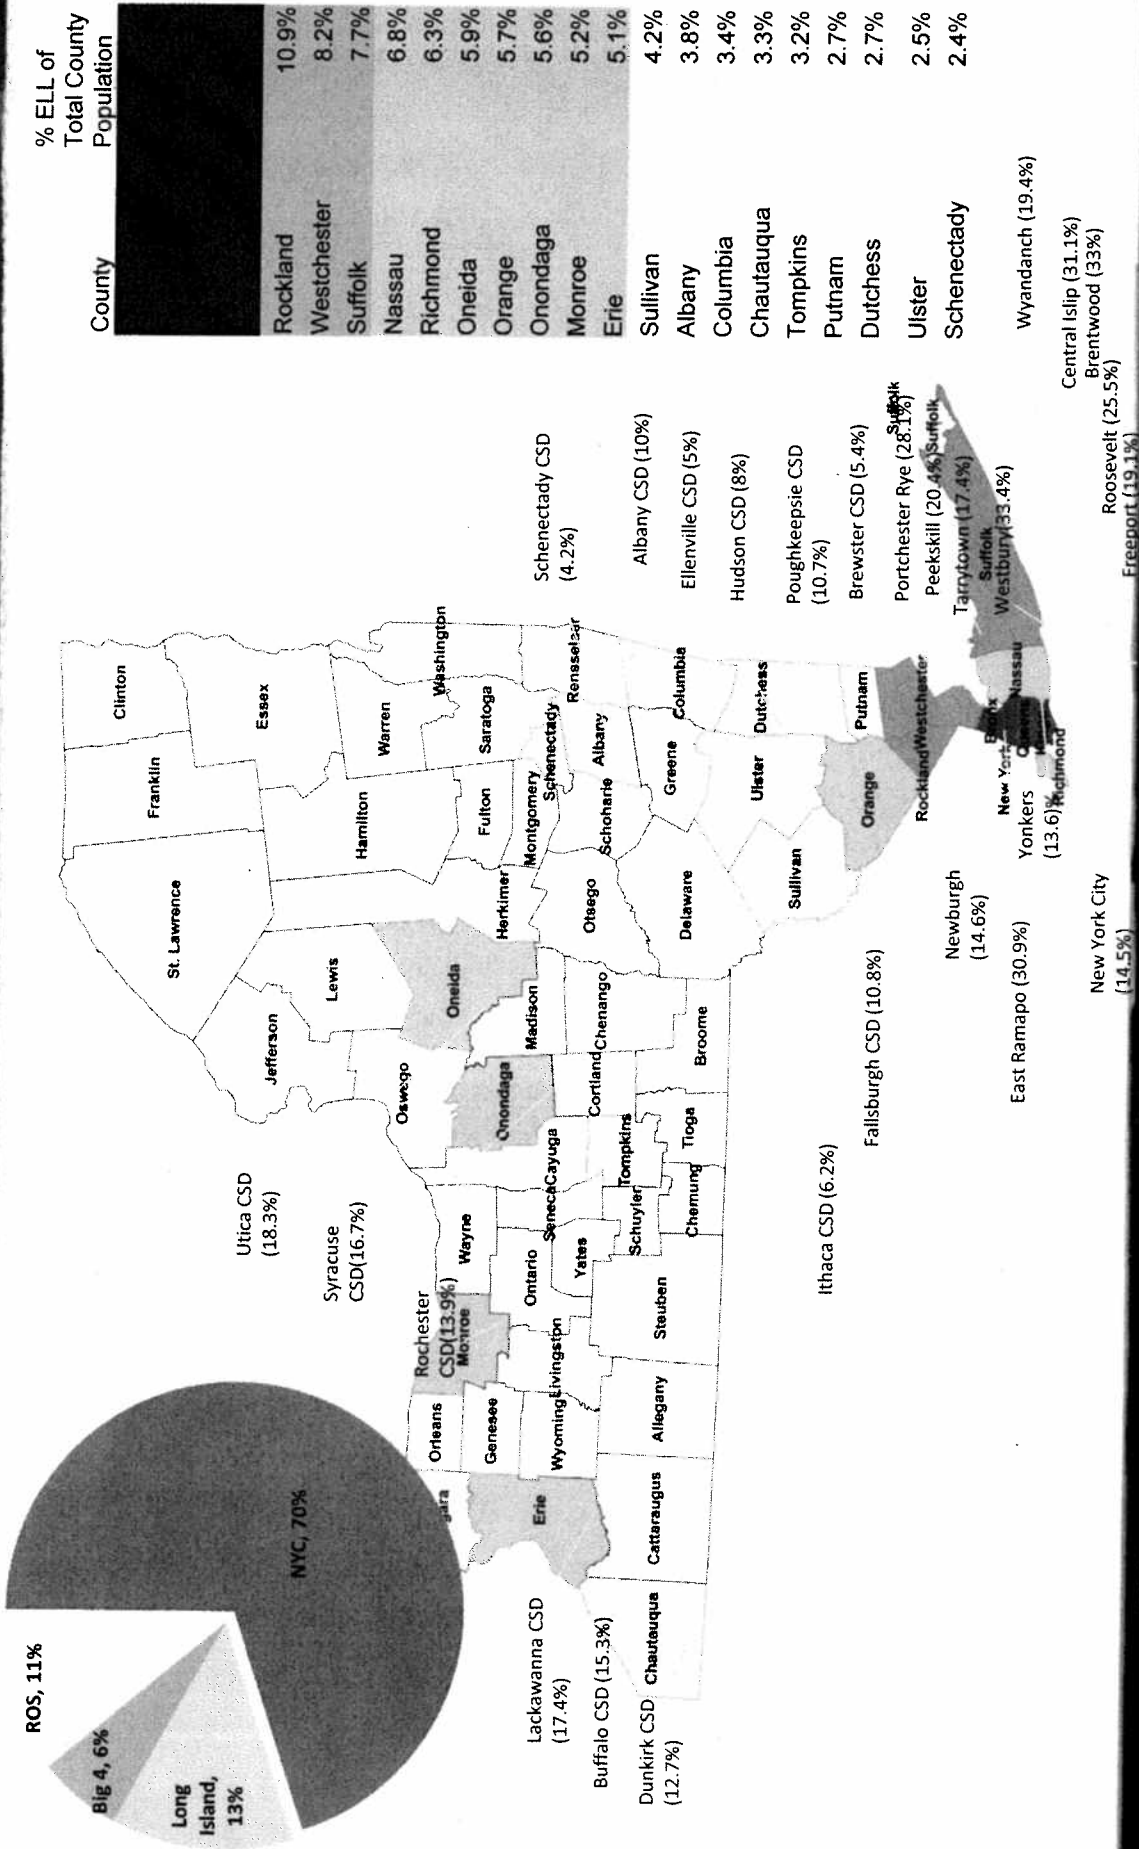 ROS, 11%
Big 4, 6%
Long
Island,
13%
NYC, 70%
% ELL of
Total County
County Population
Rockland 10.9%
Westchester 8.2%
Suffolk 7.7%
Nassau 6.8%
Richmond 6.3%
Oneida 5.9%
Orange 5.7%
Onondaga 5.6%
Monroe 5.2%
Erie 5.1%
Sullivan 4.2%
Albany 3.8%
Columbia 3.4%
Chautauqua 3.3%
Tompkins 3.2%
Putnam 2.7%
Dutchess 2.7%
Ulster 2.5%
Schenectady 2.4%
Utica CSD
(18.3%)
Syracuse
CSD(16.7%)
Rochester
CSD(13.9%)
Lackawanna CSD
(17.4%)
Buffalo CSD (15.3%)
Dunkirk CSD
(12.7%)
Schenectady CSD
(4.2%)
Albany CSD (10%)
Ellenville CSD (5%)
Hudson CSD (8%)
Poughkeepsie CSD
(10.7%)
Brewster CSD (5.4%)
Portchester Rye (28.1%)
Peekskill (20.4%)
Tarrytown (17.4%)
Westbury(33.4%)
Wyandanch (19.4%)
Central Islip (31.1%)
Brentwood (33%)
Roosevelt (25.5%)
Freeport (19.1%)
Ithaca CSD (6.2%)
Fallsburgh CSD (10.8%)
Newburgh
(14.6%)
East Ramapo (30.9%)
Yonkers
(13.6)%
New York City
(14.5%)
Clinton
Franklin
St. Lawrence
Essex
Jefferson
Lewis
Hamilton
Warren
Washington
Oswego
Oneida
Herkimer
Fulton
Saratoga
gara
Orleans
Monroe
Wayne
Onondaga
Madison
Montgomery
Schenectady
Rensselaer
Erie
Genesee
Wyoming
Livingston
Ontario
Yates
Seneca
Cayuga
Cortland
Chenango
Otsego
Schoharie
Albany
Chautauqua
Cattaraugus
Allegany
Steuben
Schuyler
Tompkins
Chemung
Tioga
Broome
Delaware
Greene
Columbia
Sullivan
Ulster
Dutchess
Orange
Putnam
Rockland
Westchester
New York
Bronx
Nassau
Richmond
Suffolk
Suffolk
Suffolk